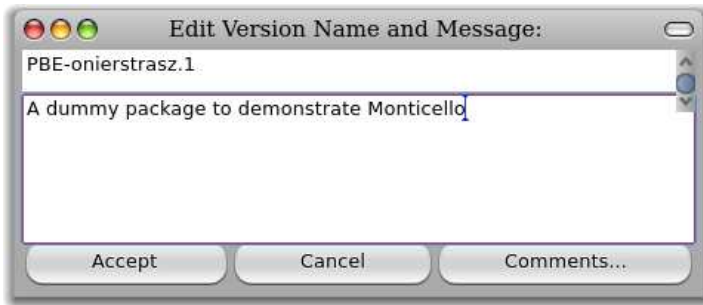 Edit Version Name and Message:
PBE-onierstrasz.1
A dummy package to demonstrate Monticello
Accept Cancel Comments...